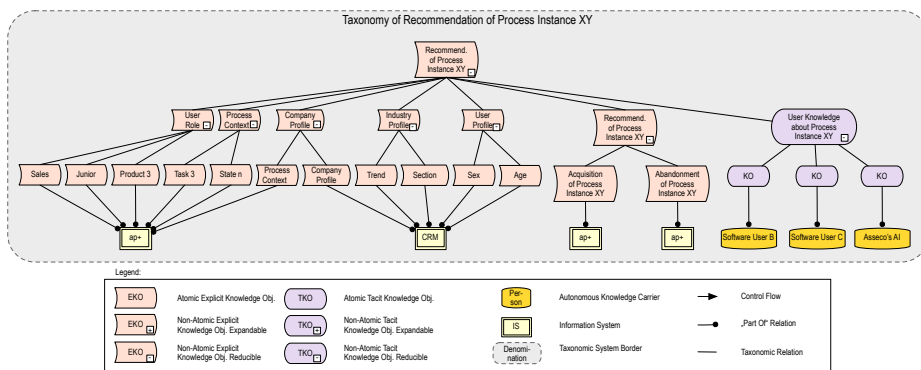 Taxonomy of Recommendation of Process Instance XY
Recommend.
of Process
Instance XY
-
User
Role
-
Process
Context
-
Company
Profile
-
Industry
Profile
-
User
Profile
-
Recommend.
of Process
Instance XY
-
User Knowledge
about Process
Instance XY
-
Sales
Junior
Product 3
Task 3
State n
Process
Context
Company
Profile
Trend
Section
Sex
Age
Acquisition
of Process
Instance XY
Abandonment
of Process
Instance XY
KO
KO
KO
ap+
CRM
ap+
ap+
Software User B
Software User C
Asseco's AI
Legend:
EKO
Atomic Explicit Knowledge Obj.
TKO
Atomic Tacit Knowledge Obj.
Per-
son
Autonomous Knowledge Carrier
Control Flow
EKO
+
Non-Atomic Explicit
Knowledge Obj. Expandable
TKO
+
Non-Atomic Tacit
Knowledge Obj. Expandable
IS
Information System
„Part Of" Relation
EKO
-
Non-Atomic Explicit
Knowledge Obj. Reducible
TKO
-
Non-Atomic Tacit
Knowledge Obj. Reducible
Denomi-
nation
Taxonomic System Border
Taxonomic Relation